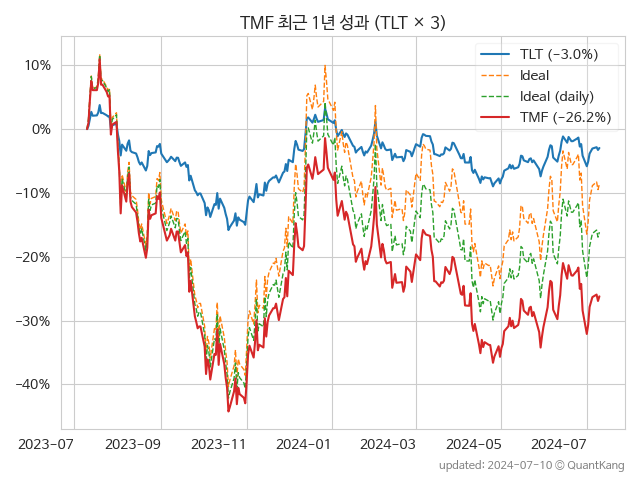 TMF 최근 1년 성과 (TLT × 3)
TLT (−3.0%)
Ideal
Ideal (daily)
TMF (−26.2%)
10%
0%
−10%
−20%
−30%
−40%
2023-07
2023-09
2023-11
2024-01
2024-03
2024-05
2024-07
updated: 2024-07-10 © QuantKang